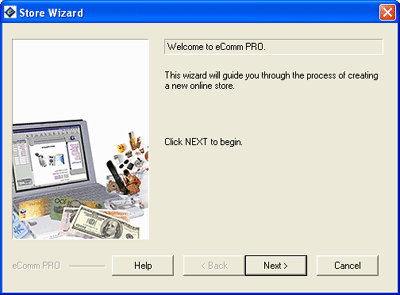 Store Wizard
Welcome to eComm PRO.
This wizard will guide you through the process of creating
a new online store.
Click NEXT to begin.
eComm PRO
Help
< Back
Next >
Cancel